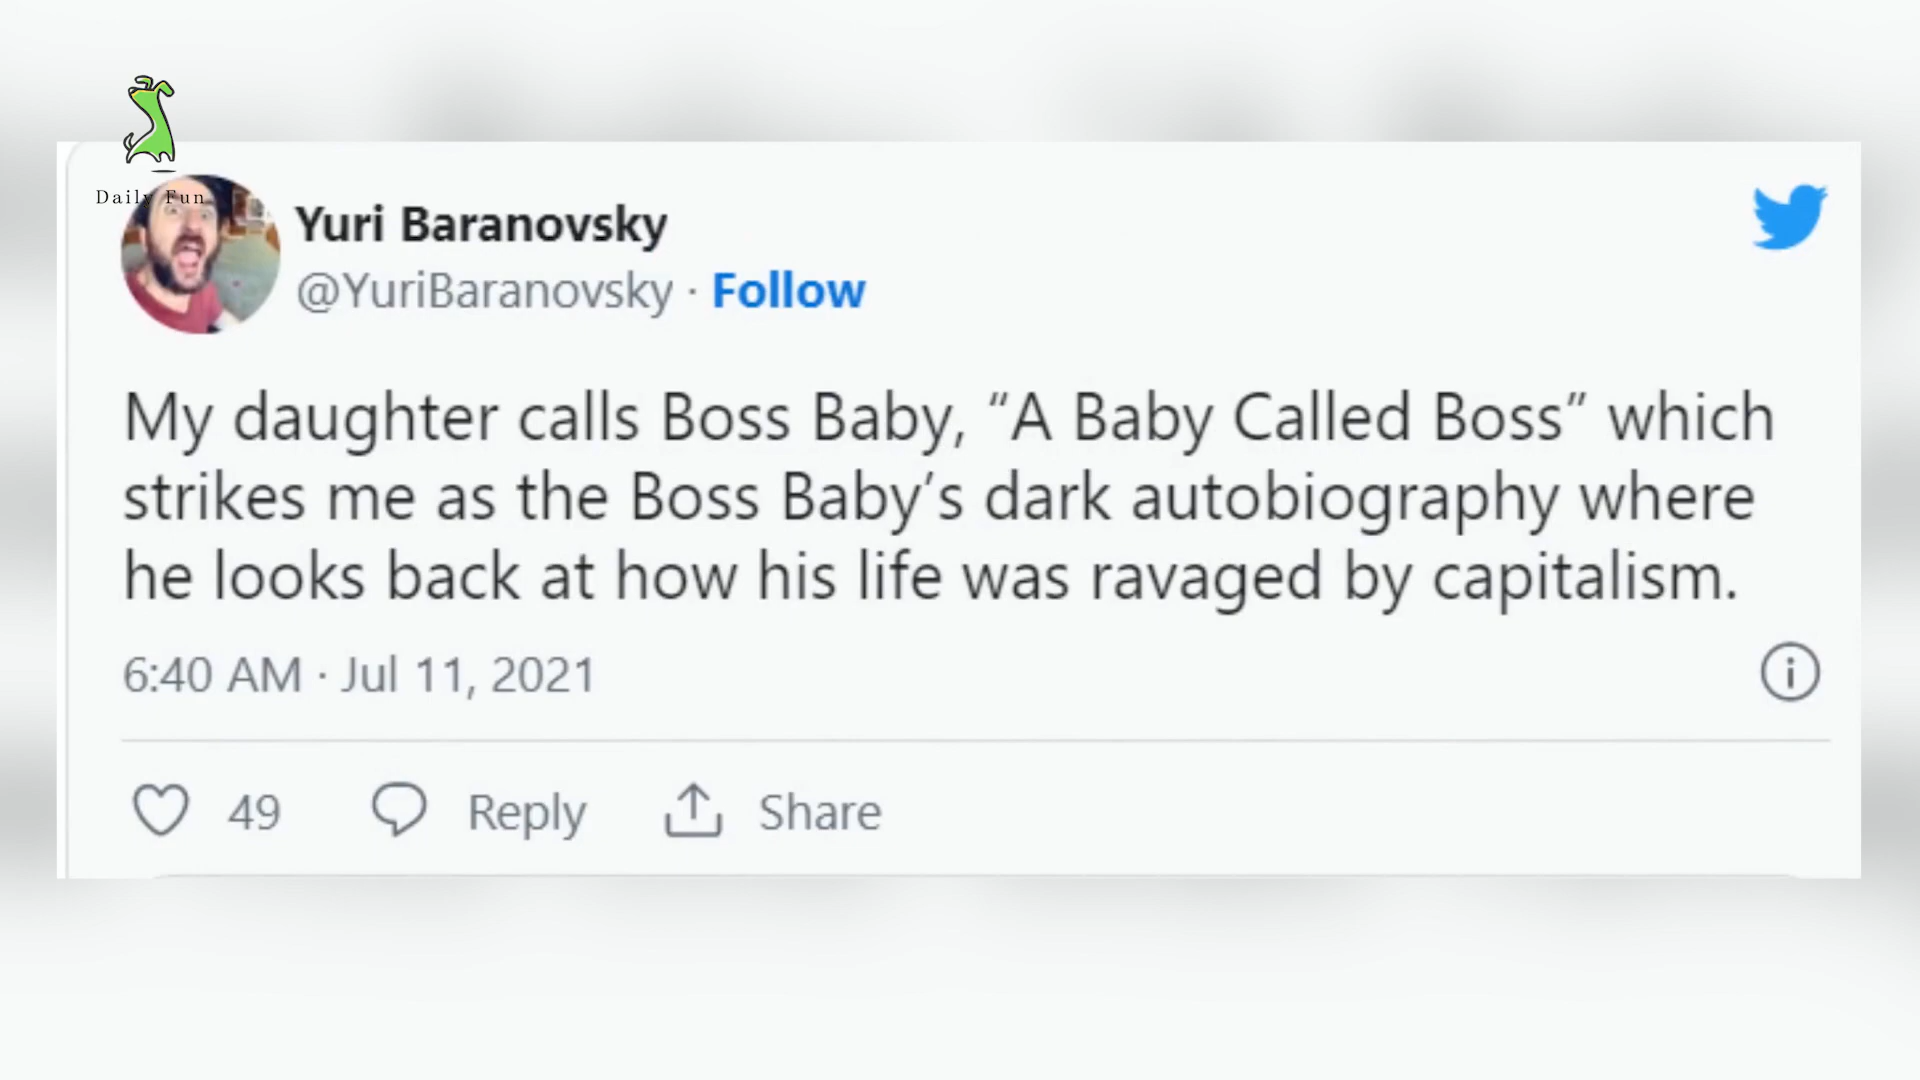 Daily Fun
Yuri Baranovsky
@YuriBaranovsky · Follow
My daughter calls Boss Baby, “A Baby Called Boss” which
strikes me as the Boss Baby’s dark autobiography where
he looks back at how his life was ravaged by capitalism.
6:40 AM · Jul 11, 2021
49 Reply Share